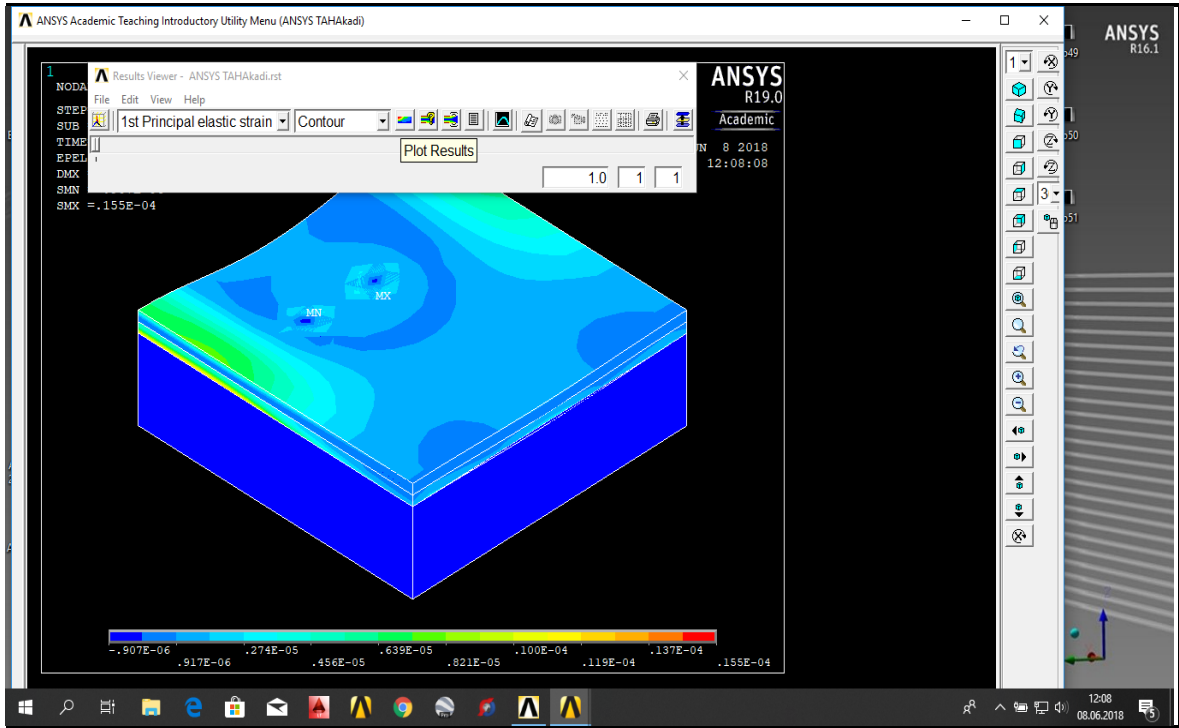 ANSYS Academic Teaching Introductory Utility Menu (ANSYS TAHAkadi)
ANSYS
R16.1
Results Viewer - ANSYS TAHAkadi.rst
File Edit View Help
1st Principal elastic strain
Contour
Plot Results
1.0 1 1
1
NODA
STEP
SUB
TIME
EPEL
DMX
SMN
SMX =.155E-04
ANSYS
R19.0
Academic
8 2018
12:08:08
1
3
p49
b50
p51
MX
MN
-.907E-06
.917E-06
.274E-05
.456E-05
.639E-05
.821E-05
.100E-04
.119E-04
.137E-04
.155E-04
12:08
08.06.2018
5